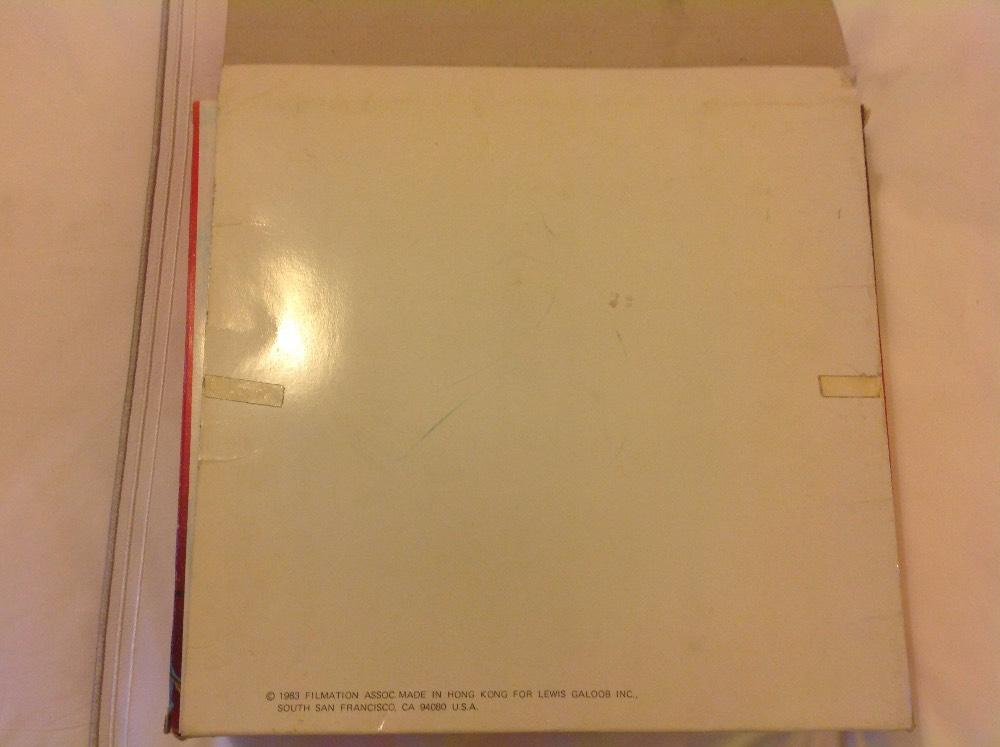 © 1983 FILMATION ASSOC. MADE IN HONG KONG FOR LEWIS GALOOB INC.,
SOUTH SAN FRANCISCO, CA 94080 U.S.A.